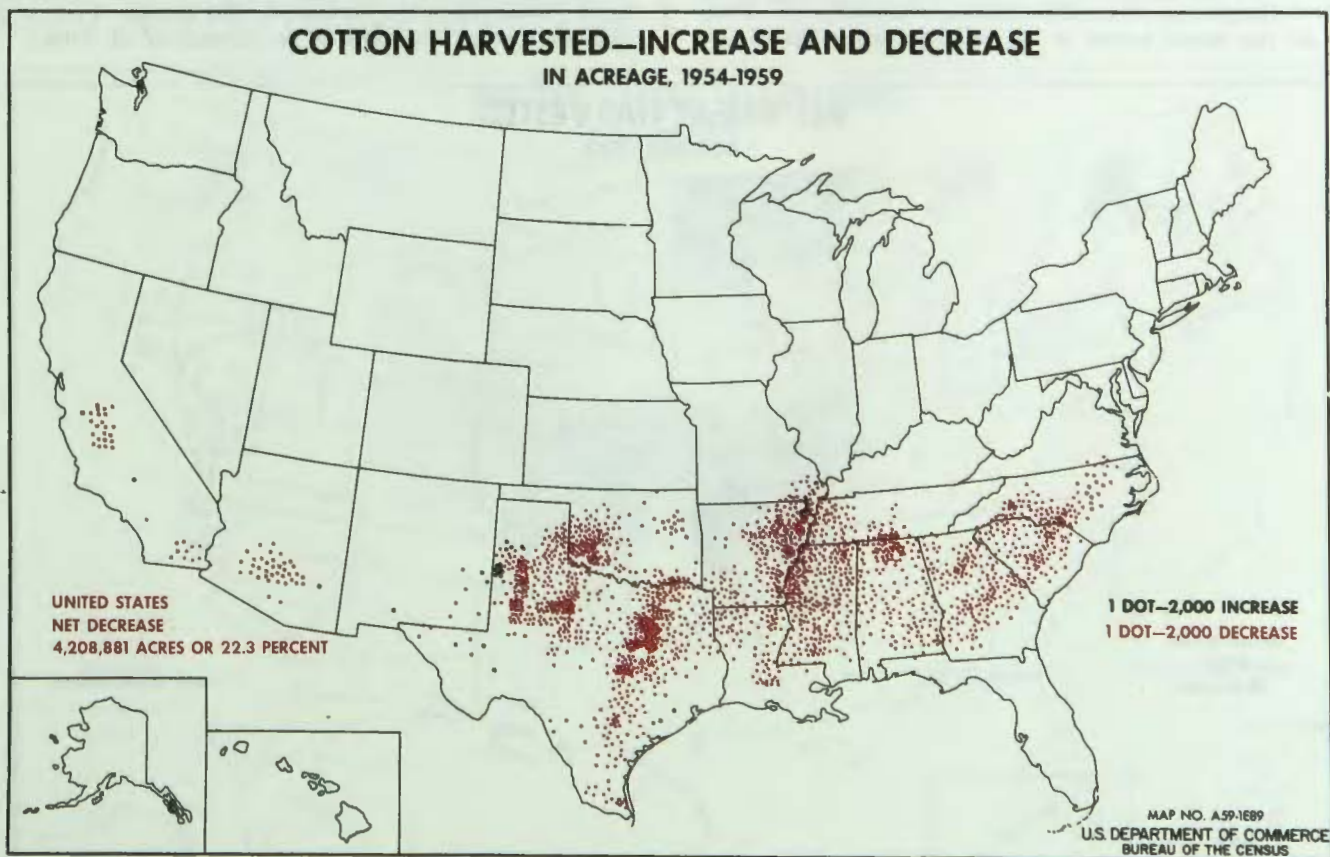 COTTON HARVESTED—INCREASE AND DECREASE
IN ACREAGE, 1954-1959
UNITED STATES
NET DECREASE
4,208,881 ACRES OR 22.3 PERCENT
1 DOT—2,000 INCREASE
1 DOT—2,000 DECREASE
MAP NO. A59-1E89
U.S. DEPARTMENT OF COMMERCE
BUREAU OF THE CENSUS